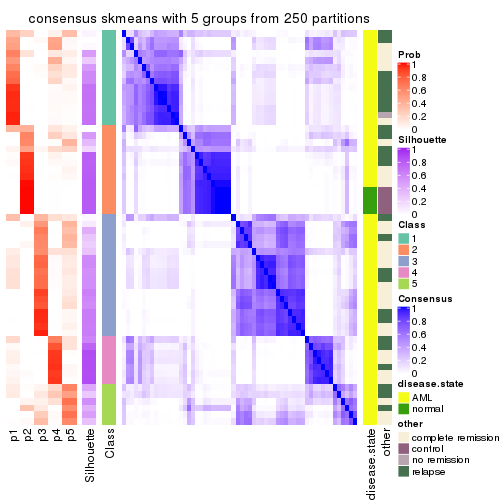 consensus skmeans with 5 groups from 250 partitions
Prob
1
0.8
0.6
0.4
0.2
0
Silhouette
1
0.8
0.6
0.4
0.2
0
Class
1
2
3
4
5
Consensus
1
0.8
0.6
0.4
0.2
0
disease.state
AML
normal
other
complete remission
control
no remission
relapse
p1
p2
p3
p4
p5
Silhouette
Class
disease.state
other